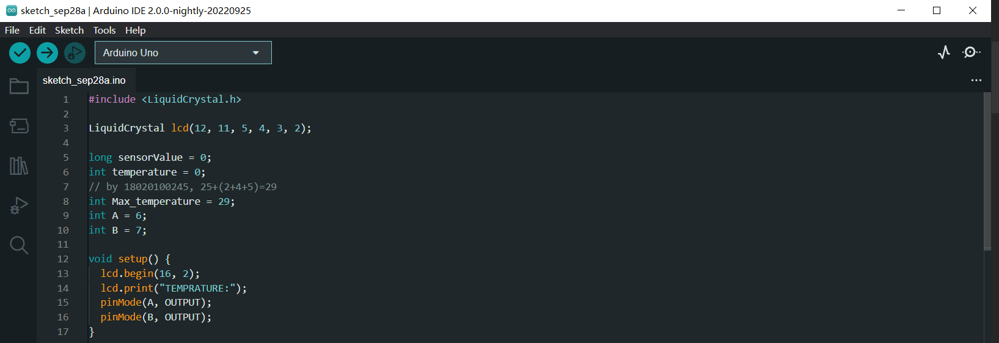 sketch_sep28a | Arduino IDE 2.0.0-nightly-20220925
File Edit Sketch Tools Help
Arduino Uno
sketch_sep28a.ino
1 #include <LiquidCrystal.h>
2
3 LiquidCrystal lcd(12, 11, 5, 4, 3, 2);
4
5 long sensorValue = 0;
6 int temperature = 0;
7 // by 18020100245, 25+(2+4+5)=29
8 int Max_temperature = 29;
9 int A = 6;
10 int B = 7;
11
12 void setup() {
13 lcd.begin(16, 2);
14 lcd.print("TEMPRATURE:");
15 pinMode(A, OUTPUT);
16 pinMode(B, OUTPUT);
17 }